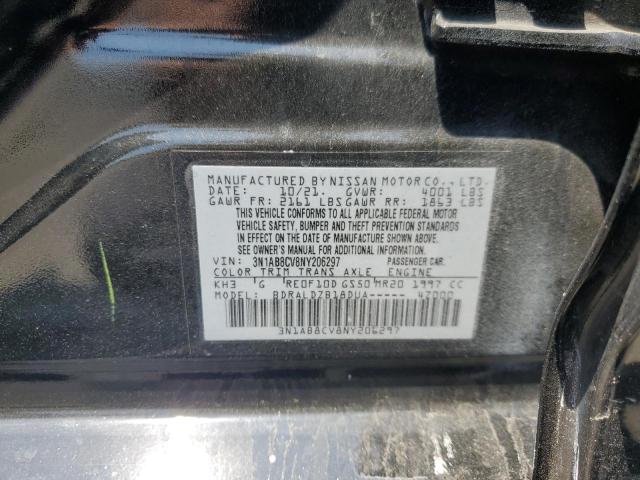 MANUFACTURED BY NISSAN MOTOR CO., LTD.
DATE: 10/21. GVWR: 4001 LBS
GAWR FR: 2161 LBS GAWR RR: 1863 LBS
THIS VEHICLE CONFORMS TO ALL APPLICABLE FEDERAL MOTOR
VEHICLE SAFETY, BUMPER AND THEFT PREVENTION STANDARDS
IN EFFECT ON THE DATE OF MANUFACTURE SHOWN ABOVE.
SEE OWNER'S MANUAL FOR ADDITIONAL INFORMATION.
VIN: 3N1AB8CV8NY206297 PASSENGER CAR.
COLOR TRIM TRANS AXLE ENGINE
KH3 G RE0F10D GS50 MR20 1997 CC
MODEL: BDRALDZB18DUA----- 47000
3N1AB8CV8NY206297